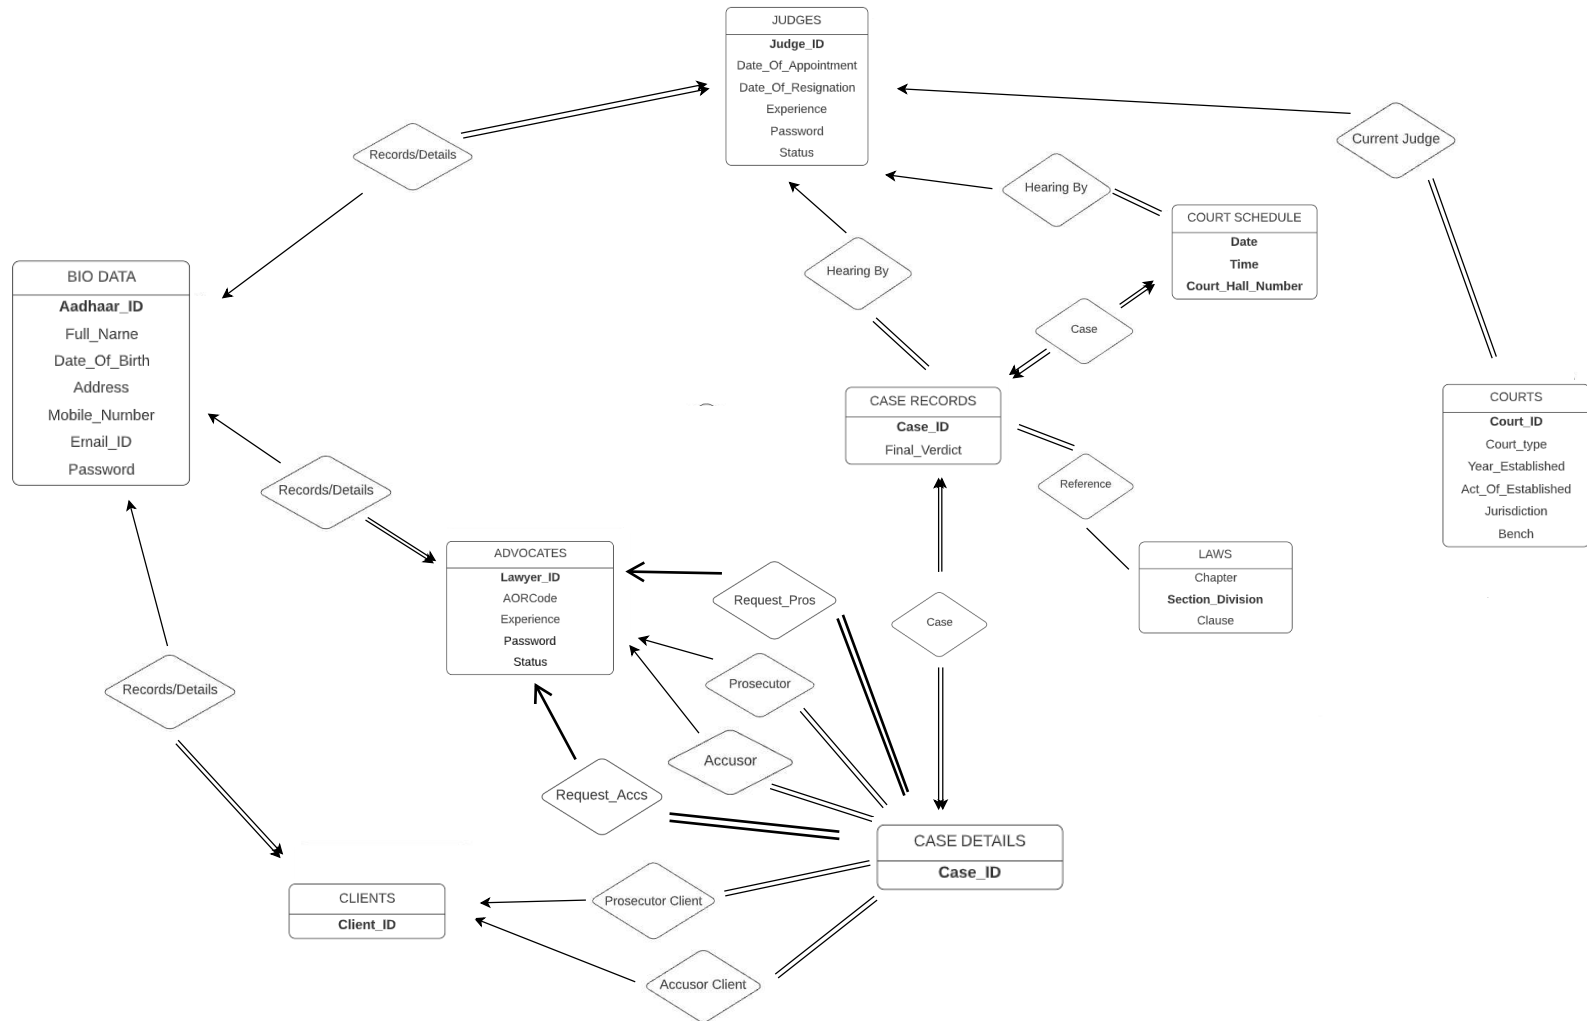 JUDGES
Judge_ID
Date_Of_Appointment
Date_Of_Resignation
Experience
Password
Status
Records/Details
Current Judge
Hearing By
COURT SCHEDULE
Date
Time
Court_Hall_Number
Hearing By
Case
BIO DATA
Aadhaar_ID
Full_Name
Date_Of_Birth
Address
Mobile_Number
Email_ID
Password
CASE RECORDS
Case_ID
Final_Verdict
COURTS
Court_ID
Court_type
Year_Established
Act_Of_Established
Jurisdiction
Bench
Records/Details
Reference
LAWS
Chapter
Section_Division
Clause
ADVOCATES
Lawyer_ID
AORCode
Experience
Password
Status
Request_Pros
Case
Prosecutor
Records/Details
Accusor
Request_Accs
CASE DETAILS
Case_ID
CLIENTS
Client_ID
Prosecutor Client
Accusor Client